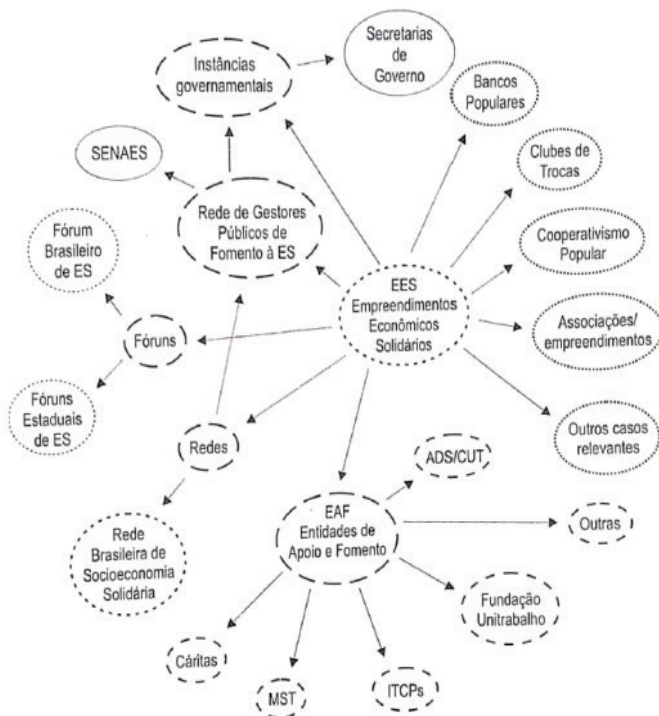 Secretarias
de
Governo
Instâncias
governamentais
Bancos
Populares
SENAES
Clubes de
Trocas
Rede de Gestores
Públicos de
Fomento à ES
Fórum
Brasileiro
de ES
Cooperativismo
Popular
EES
Empreendimentos
Econômicos
Solidários
Associações/
empreendimentos
Fóruns
Fóruns
Estaduais
de ES
Outros casos
relevantes
Redes
ADS/CUT
EAF
Entidades de
Apoio e Fomento
Outras
Rede
Brasileira de
Socioeconomia
Solidária
Fundação
Unitrabalho
Cáritas
MST
ITCPs